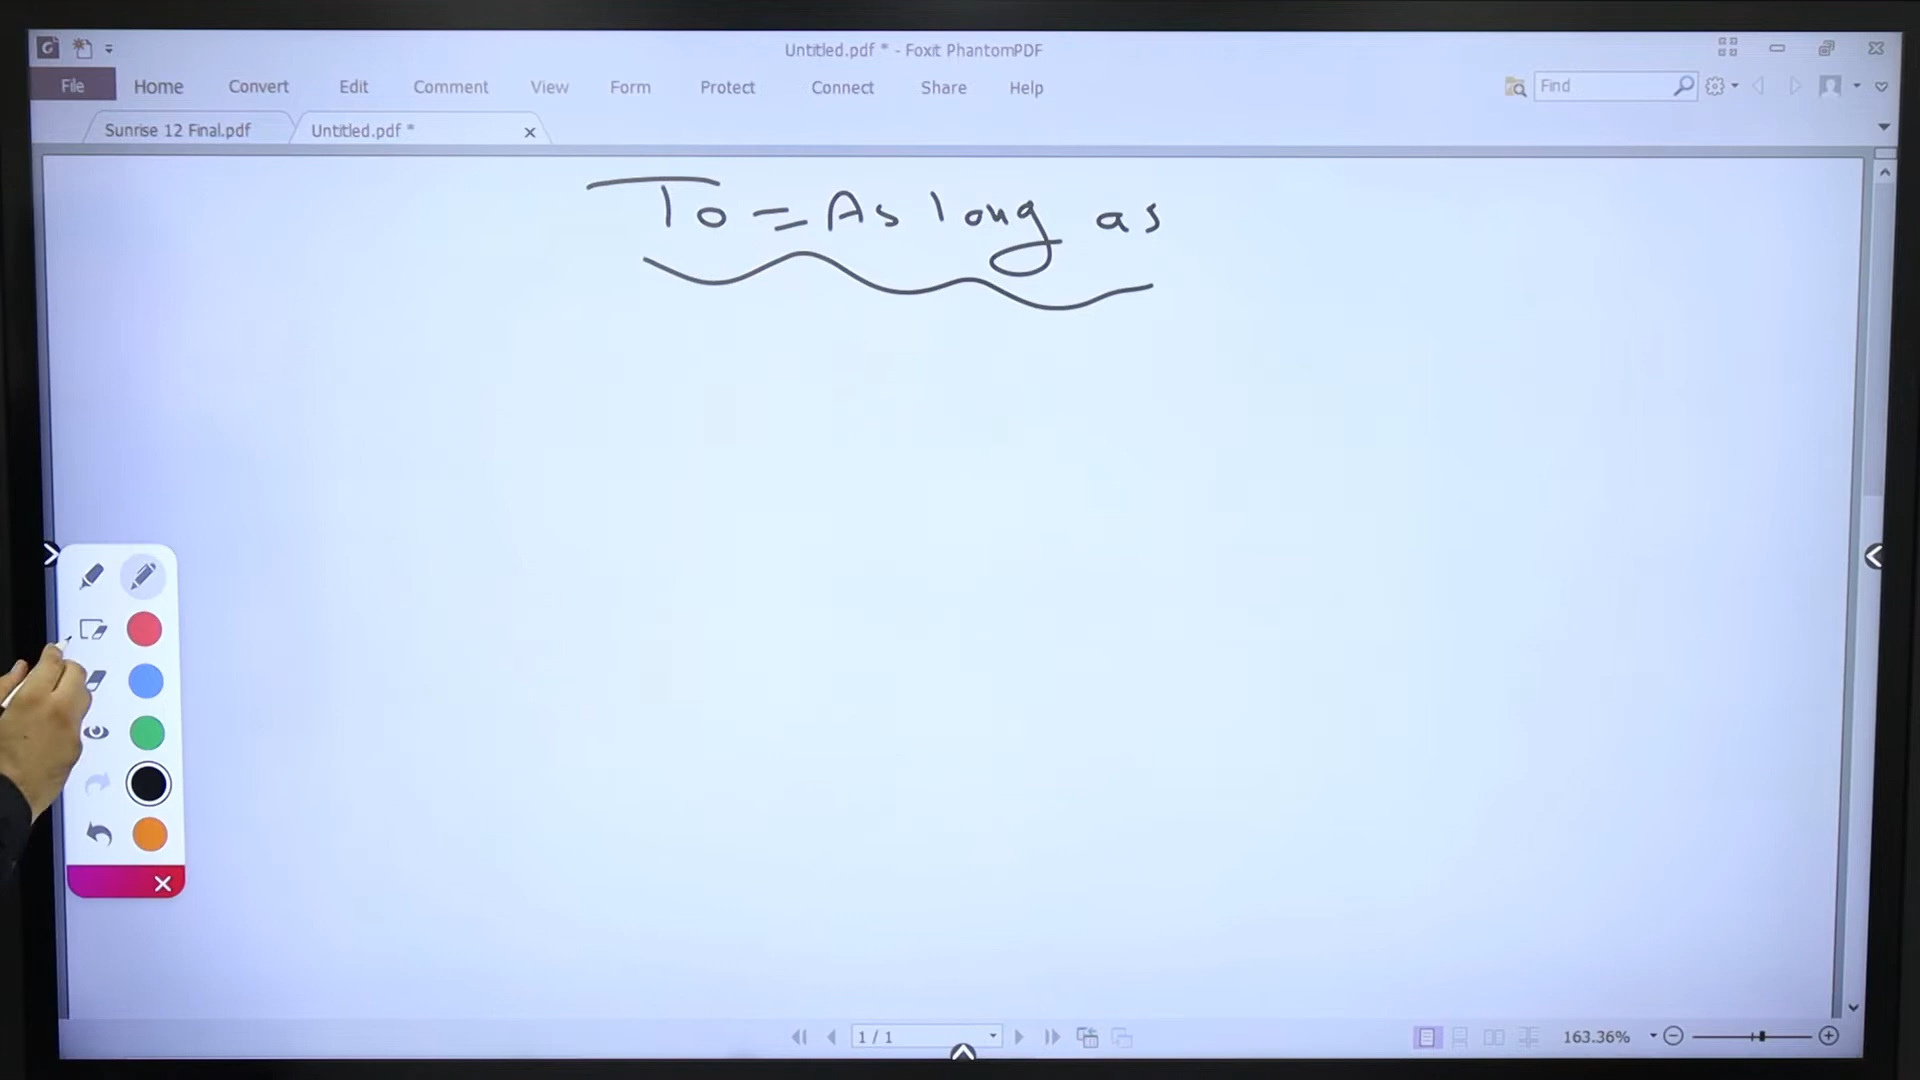 Untitled.pdf * - Foxit PhantomPDF
File Home Convert Edit Comment View Form Protect Connect Share Help Find
Sunrise 12 Final.pdf Untitled.pdf *
To = As long as
1 / 1 163.36%